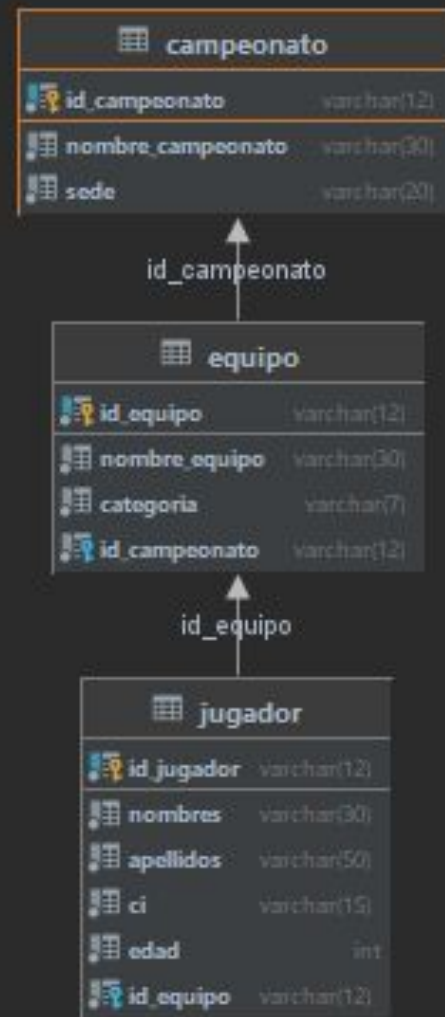 campeonato
id_campeonato varchar(12)
nombre_campeonato varchar(30)
sede varchar(20)
id_campeonato
equipo
id_equipo varchar(12)
nombre_equipo varchar(30)
categoria varchar(7)
id_campeonato varchar(12)
id_equipo
jugador
id_jugador varchar(12)
nombres varchar(30)
apellidos varchar(50)
ci varchar(15)
edad int
id_equipo varchar(12)